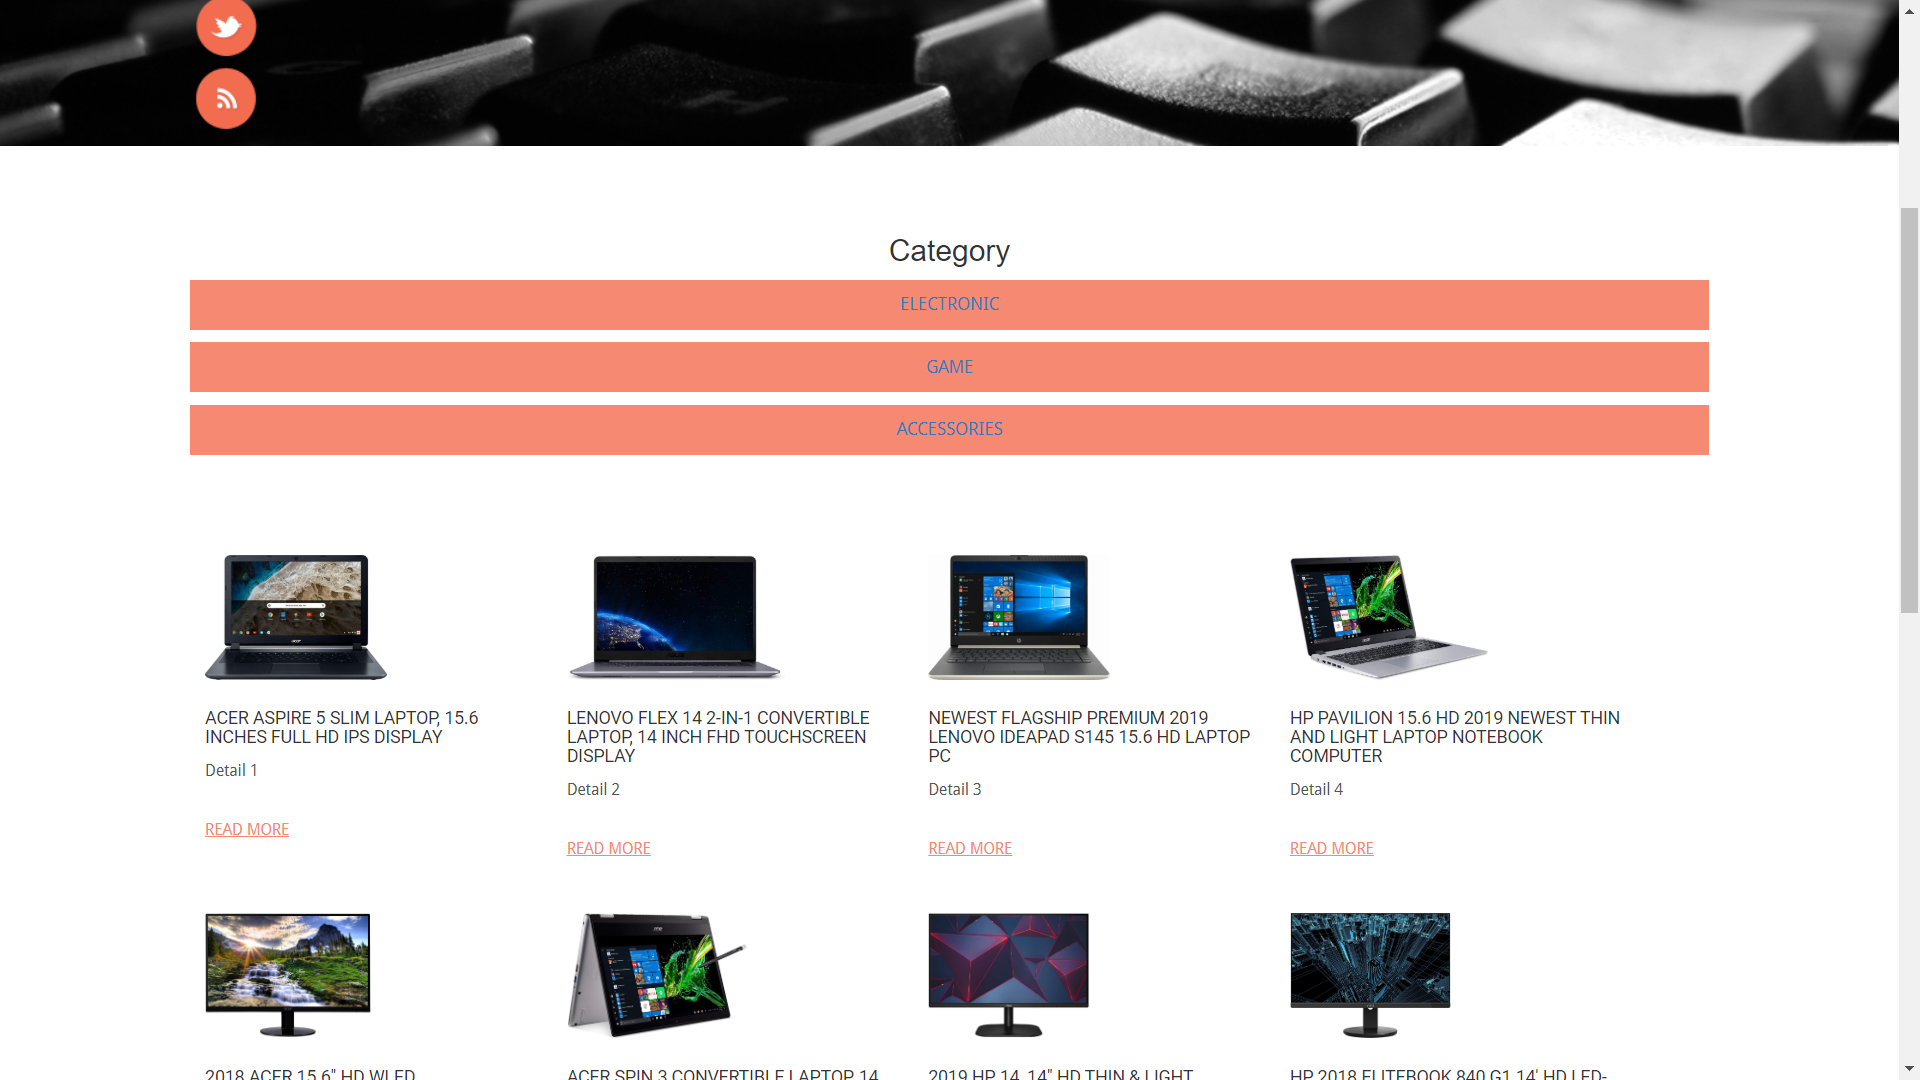 Category
ELECTRONIC
GAME
ACCESSORIES
ACER ASPIRE 5 SLIM LAPTOP, 15.6
INCHES FULL HD IPS DISPLAY
Detail 1
READ MORE
LENOVO FLEX 14 2-IN-1 CONVERTIBLE
LAPTOP, 14 INCH FHD TOUCHSCREEN
DISPLAY
Detail 2
READ MORE
NEWEST FLAGSHIP PREMIUM 2019
LENOVO IDEAPAD S145 15.6 HD LAPTOP
PC
Detail 3
READ MORE
HP PAVILION 15.6 HD 2019 NEWEST THIN
AND LIGHT LAPTOP NOTEBOOK
COMPUTER
Detail 4
READ MORE
2018 ACER 15.6" HD WLED
ACER SPIN 3 CONVERTIBLE LAPTOP, 14
2019 HP 14 14" HD THIN & LIGHT
HP 2018 ELITEBOOK 840 G1 14' HD LED-